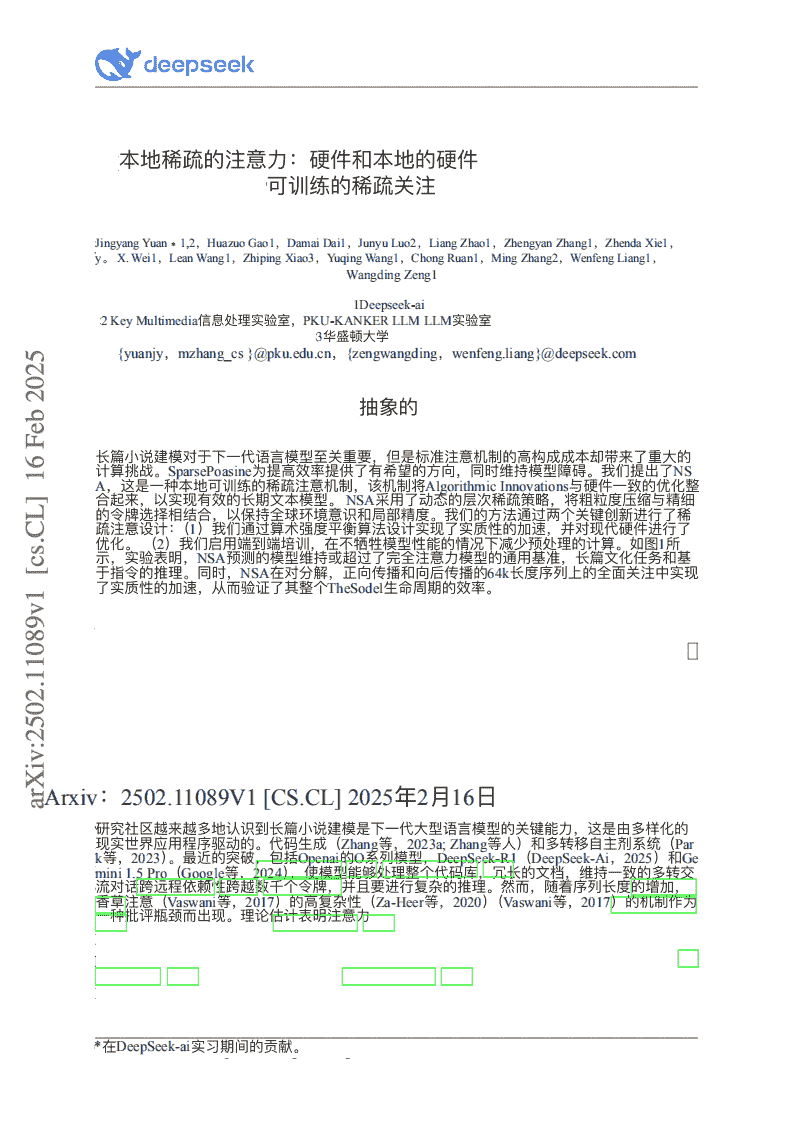 deepseek
本地稀疏的注意力：硬件和本地的硬件
可训练的稀疏关注
Jingyang Yuan * 1,2，Huazuo Gao1，Damai Dai1，Junyu Luo2，Liang Zhao1，Zhengyan Zhang1，Zhenda Xie1，
y。 X. Wei1，Lean Wang1，Zhiping Xiao3，Yuqing Wang1，Chong Ruan1，Ming Zhang2，Wenfeng Liang1，
Wangding Zeng1
1Deepseek-ai
2 Key Multimedia信息处理实验室，PKU-KANKER LLM LLM实验室
3华盛顿大学
{yuanjy，mzhang_cs }@pku.edu.cn，{zengwangding，wenfeng.liang}@deepseek.com
抽象的
长篇小说建模对于下一代语言模型至关重要，但是标准注意机制的高构成成本却带来了重大的
计算挑战。SparsePoasine为提高效率提供了有希望的方向，同时维持模型障碍。我们提出了NS
A，这是一种本地可训练的稀疏注意机制，该机制将Algorithmic Innovations与硬件一致的优化整
合起来，以实现有效的长期文本模型。 NSA采用了动态的层次稀疏策略，将粗粒度压缩与精细
的令牌选择相结合，以保持全球环境意识和局部精度。我们的方法通过两个关键创新进行了稀
疏注意设计：（1）我们通过算术强度平衡算法设计实现了实质性的加速，并对现代硬件进行了
优化。 （2）我们启用端到端培训，在不牺牲模型性能的情况下减少预处理的计算。如图1所
示，实验表明，NSA预测的模型维持或超过了完全注意力模型的通用基准，长篇文化任务和基
于指令的推理。同时，NSA在对分解，正向传播和向后传播的64k长度序列上的全面关注中实现
了实质性的加速，从而验证了其整个TheSodel生命周期的效率。
arXiv:2502.11089v1 [cs.CL] 16 Feb 2025
Arxiv：2502.11089V1 [CS.CL] 2025年2月16日
研究社区越来越多地认识到长篇小说建模是下一代大型语言模型的关键能力，这是由多样化的
现实世界应用程序驱动的。代码生成（Zhang等，2023a; Zhang等人）和多转移自主剂系统（Par
k等，2023）。最近的突破，包括Openai的O系列模型，DeepSeek-R1（DeepSeek-Ai，2025）和Ge
mini 1.5 Pro（Google等，2024），使模型能够处理整个代码库，冗长的文档，维持一致的多转交
流对话跨远程依赖性跨越数千个令牌，并且要进行复杂的推理。然而，随着序列长度的增加，
香草注意（Vaswani等，2017）的高复杂性（Za-Heer等，2020）（Vaswani等，2017）的机制作为
一种批评瓶颈而出现。理论估计表明注意力
* 在DeepSeek-ai实习期间的贡献。